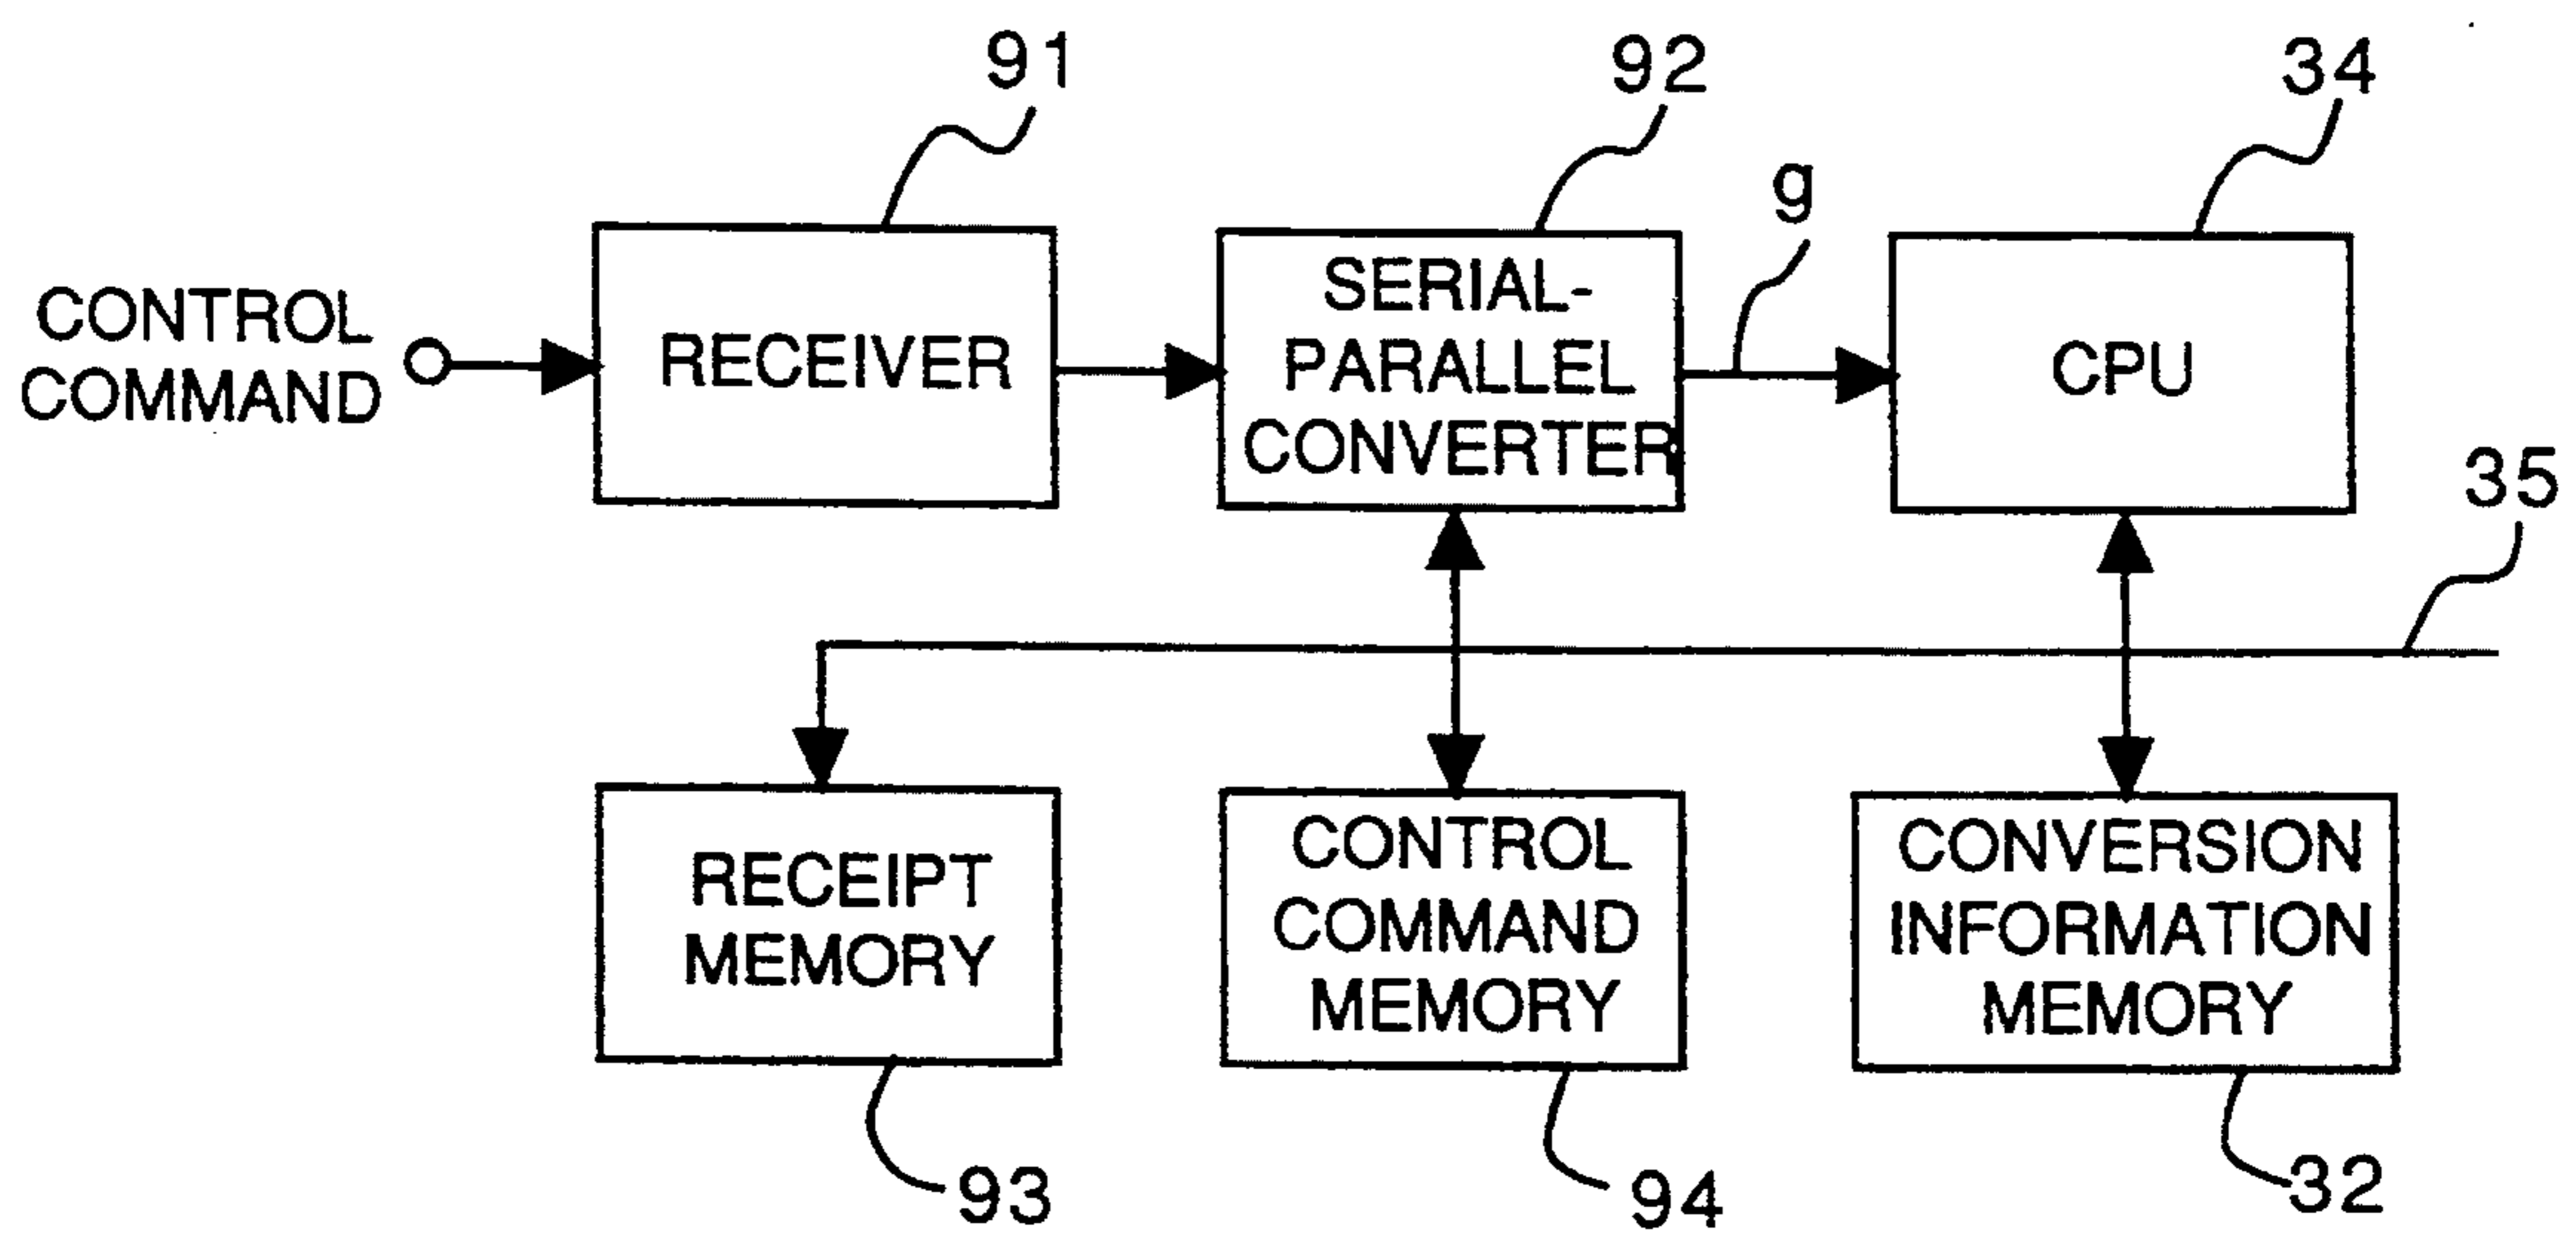 91
92
34
g
CONTROL
COMMAND
RECEIVER
SERIAL-
PARALLEL
CONVERTER
CPU
35
RECEIPT
MEMORY
CONTROL
COMMAND
MEMORY
CONVERSION
INFORMATION
MEMORY
93
94
32